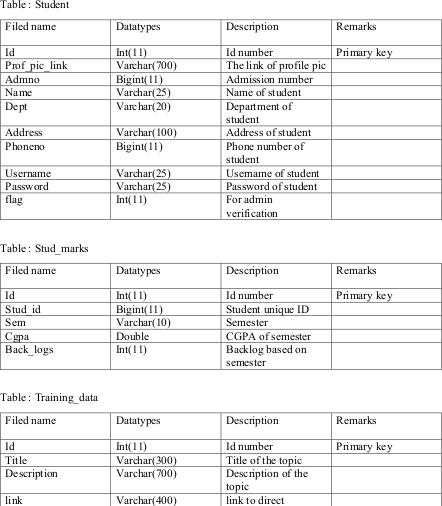 Table : Student
Filed name Datatypes Description Remarks
Id Int(11) Id number Primary key
Prof_pic_link Varchar(700) The link of profile pic
Admno Bigint(11) Admission number
Name Varchar(25) Name of student
Dept Varchar(20) Department of
student
Address Varchar(100) Address of student
Phoneno Bigint(11) Phone number of
student
Username Varchar(25) Username of student
Password Varchar(25) Password of student
flag Int(11) For admin
verification
Table : Stud_marks
Filed name Datatypes Description Remarks
Id Int(11) Id number Primary key
Stud_id Bigint(11) Student unique ID
Sem Varchar(10) Semester
Cgpa Double CGPA of semester
Back_logs Int(11) Backlog based on
semester
Table : Training_data
Filed name Datatypes Description Remarks
Id Int(11) Id number Primary key
Title Varchar(300) Title of the topic
Description Varchar(700) Description of the
topic
link Varchar(400) link to direct